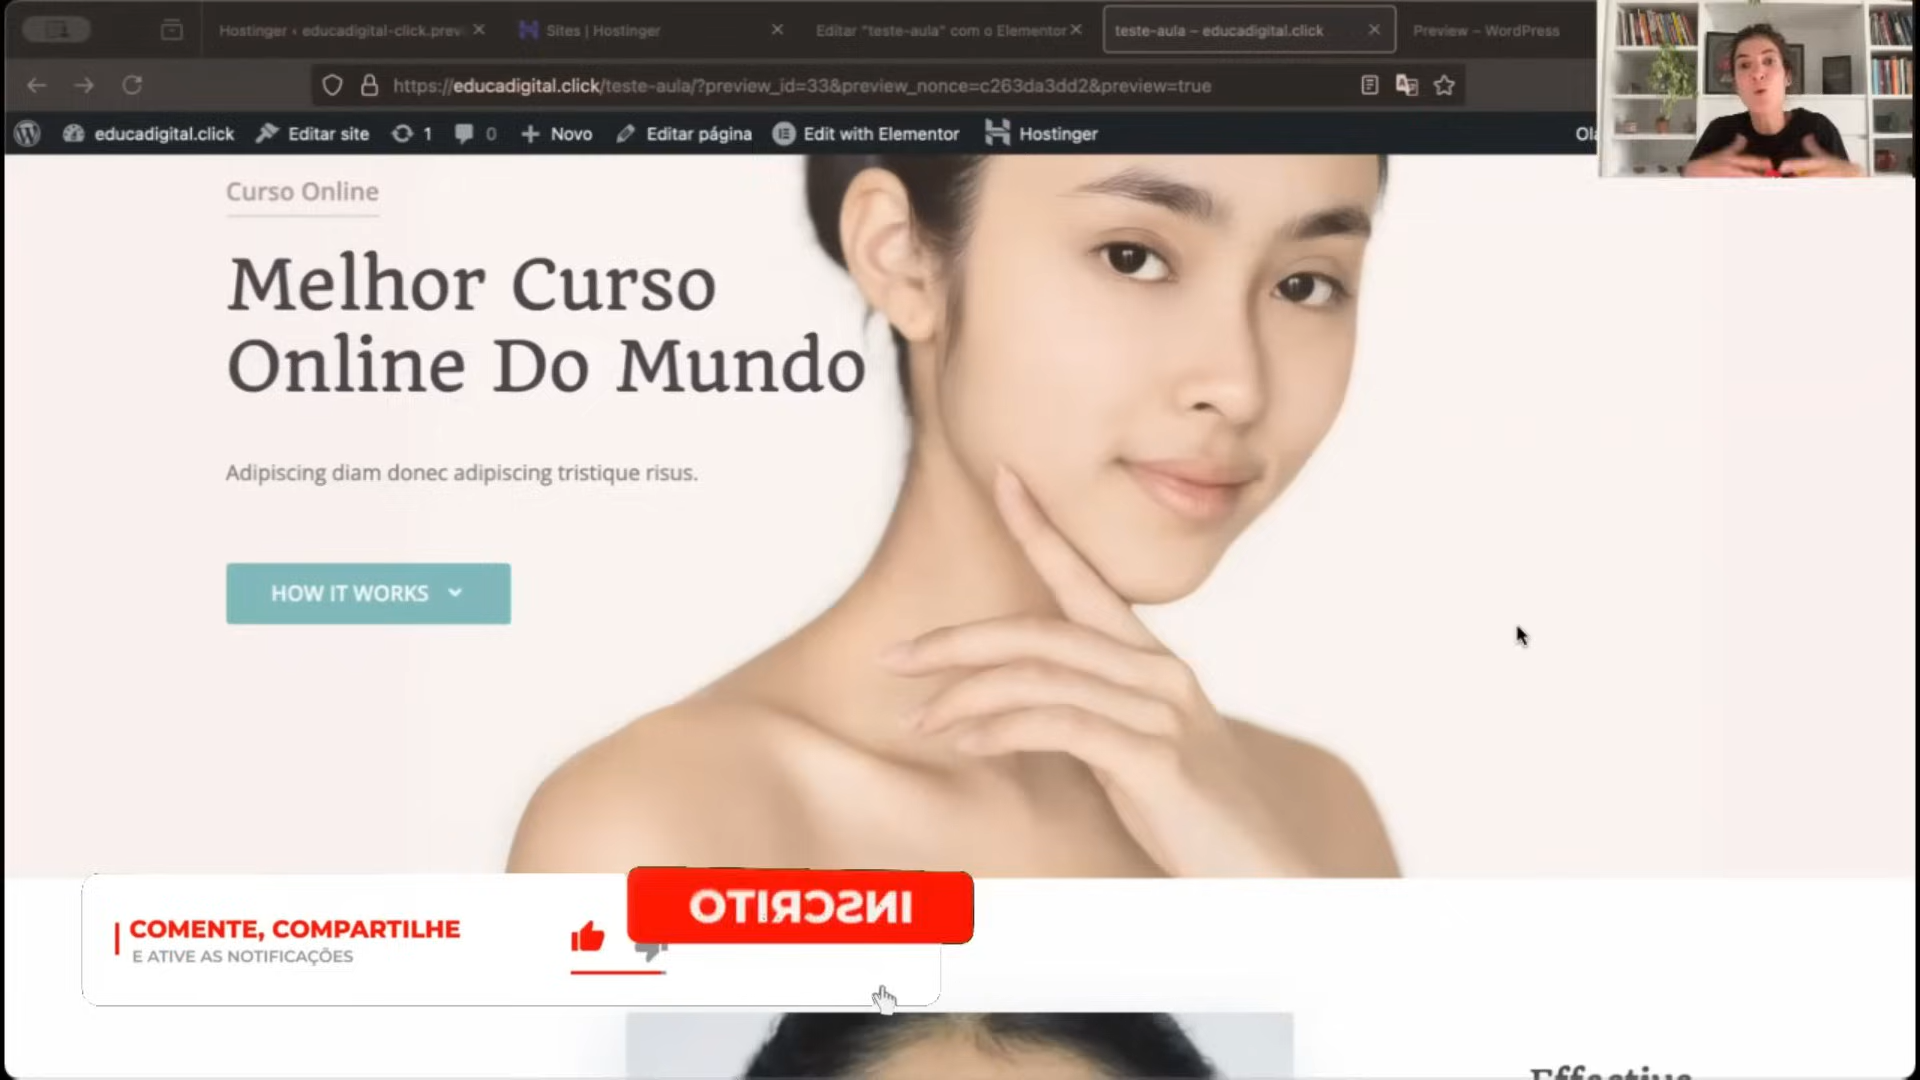 Hostinger ‹ educadigital-click.prev
Sites | Hostinger
Editar "teste-aula" com o Elementor
teste-aula – educadigital.click
Preview – WordPress
https://educadigital.click/teste-aula/?preview_id=33&preview_nonce=c263da3dd2&preview=true
educadigital.click
Editar site
1
0
Novo
Editar página
Edit with Elementor
Hostinger
Curso Online
Melhor Curso
Online Do Mundo
Adipiscing diam donec adipiscing tristique risus.
HOW IT WORKS
INSCRITO
COMENTE, COMPARTILHE
E ATIVE AS NOTIFICAÇÕES
Effective